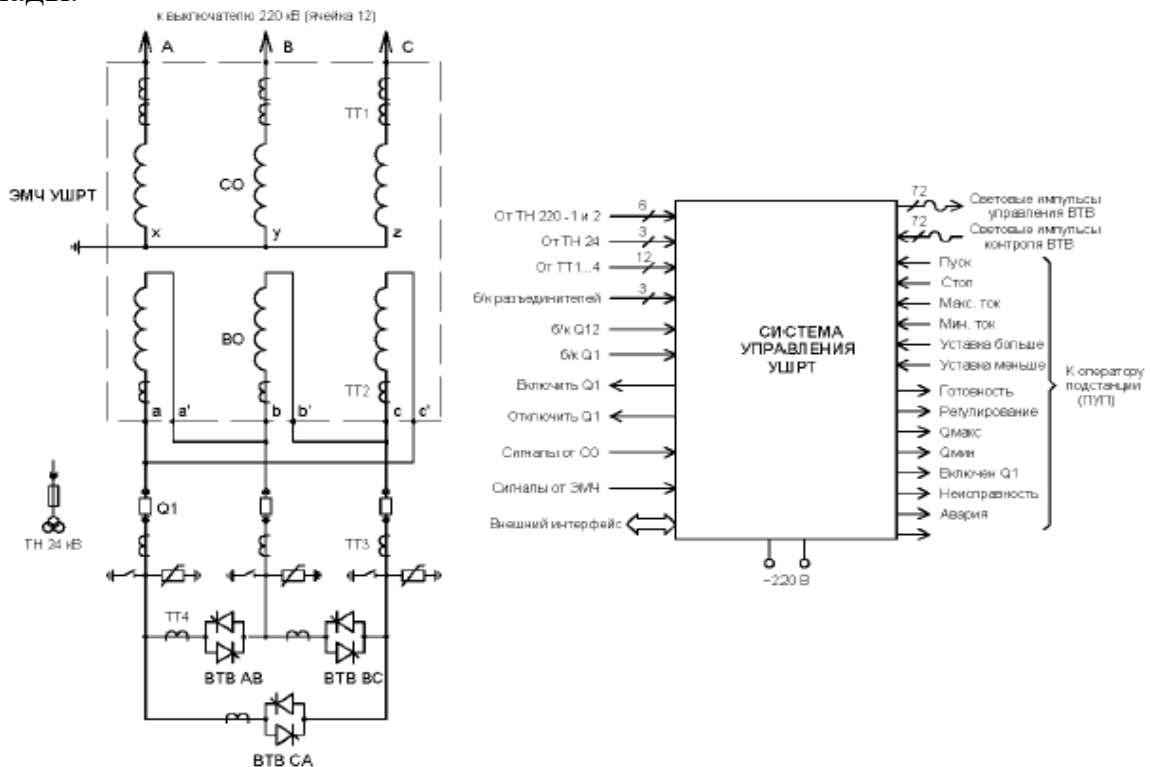 к выключателю 220 кВ (ячейка 12)
A
B
C
ТТ1
СО
ЭМЧ УШРТ
x
y
z
ВО
ТТ2
a
a'
b
b'
c
c'
Q1
ТН 24 кВ
ТТ3
ТТ4
ВТВ АВ
ВТВ ВС
ВТВ СА
От ТН 220 -1 и 2
6
От ТН 24
3
От ТТ1...4
12
б/к разъединителей
3
б/к Q12
б/к Q1
Включить Q1
Отключить Q1
Сигналы от СО
Сигналы от ЭМЧ
Внешний интерфейс
СИСТЕМА
УПРАВЛЕНИЯ
УШРТ
~220 В
72
Световые импульсы
управления ВТВ
72
Световые импульсы
контроля ВТВ
Пуск
Стоп
Макс. ток
Мин. ток
Уставка больше
Уставка меньше
Готовность
Регулирование
Qмакс
Qмин
Включен Q1
Неисправность
Авария
К оператору
подстанции
(ПУП)